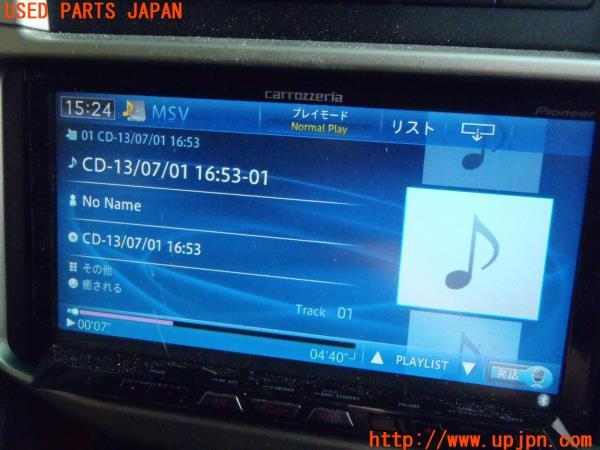 USED PARTS JAPAN
carrozzeria
Pioneer
15:24 MSV プレイモード Normal Play リスト
01 CD-13/07/01 16:53
CD-13/07/01 16:53-01
No Name
CD-13/07/01 16:53
その他
癒される
Track 01
00'07"
04'40"
PLAYLIST
発話
VOLUME
http://www.upjpn.com/